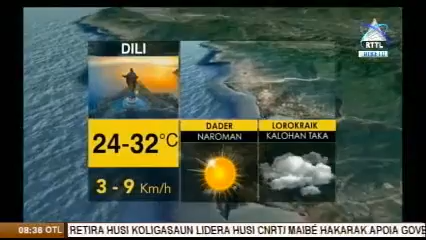 DILI
RTTL
24-32°C
3 - 9 Km/h
DADER
NAROMAN
LOROKRAIK
KALOHAN TAKA
08:36 OTL
RETIRA HUSI KOLIGASAUN LIDERA HUSI CNRT/ MAIBÉ HAKARAK APOIA GOVE